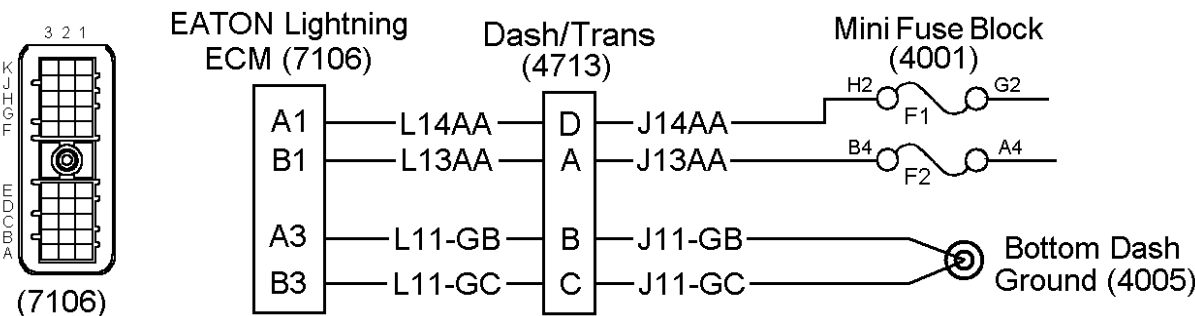 3 2 1
K
J
H
G
F
E
D
C
B
A
(7106)
EATON Lightning
ECM (7106)
A1
B1
A3
B3
L14AA
L13AA
L11-GB
L11-GC
Dash/Trans
(4713)
D
A
B
C
J14AA
J13AA
J11-GB
J11-GC
Mini Fuse Block
(4001)
H2
F1
G2
B4
F2
A4
Bottom Dash
Ground (4005)